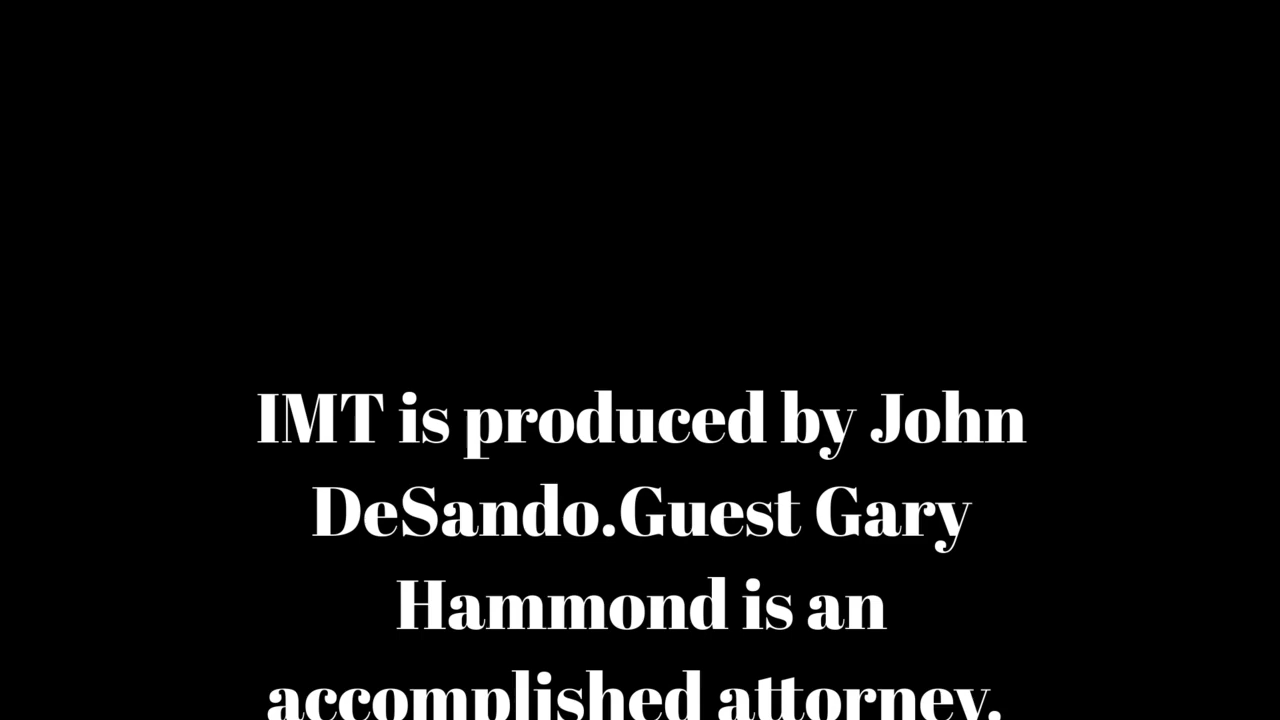 IMT is produced by John
DeSando.Guest Gary
Hammond is an
accomplished attorney.